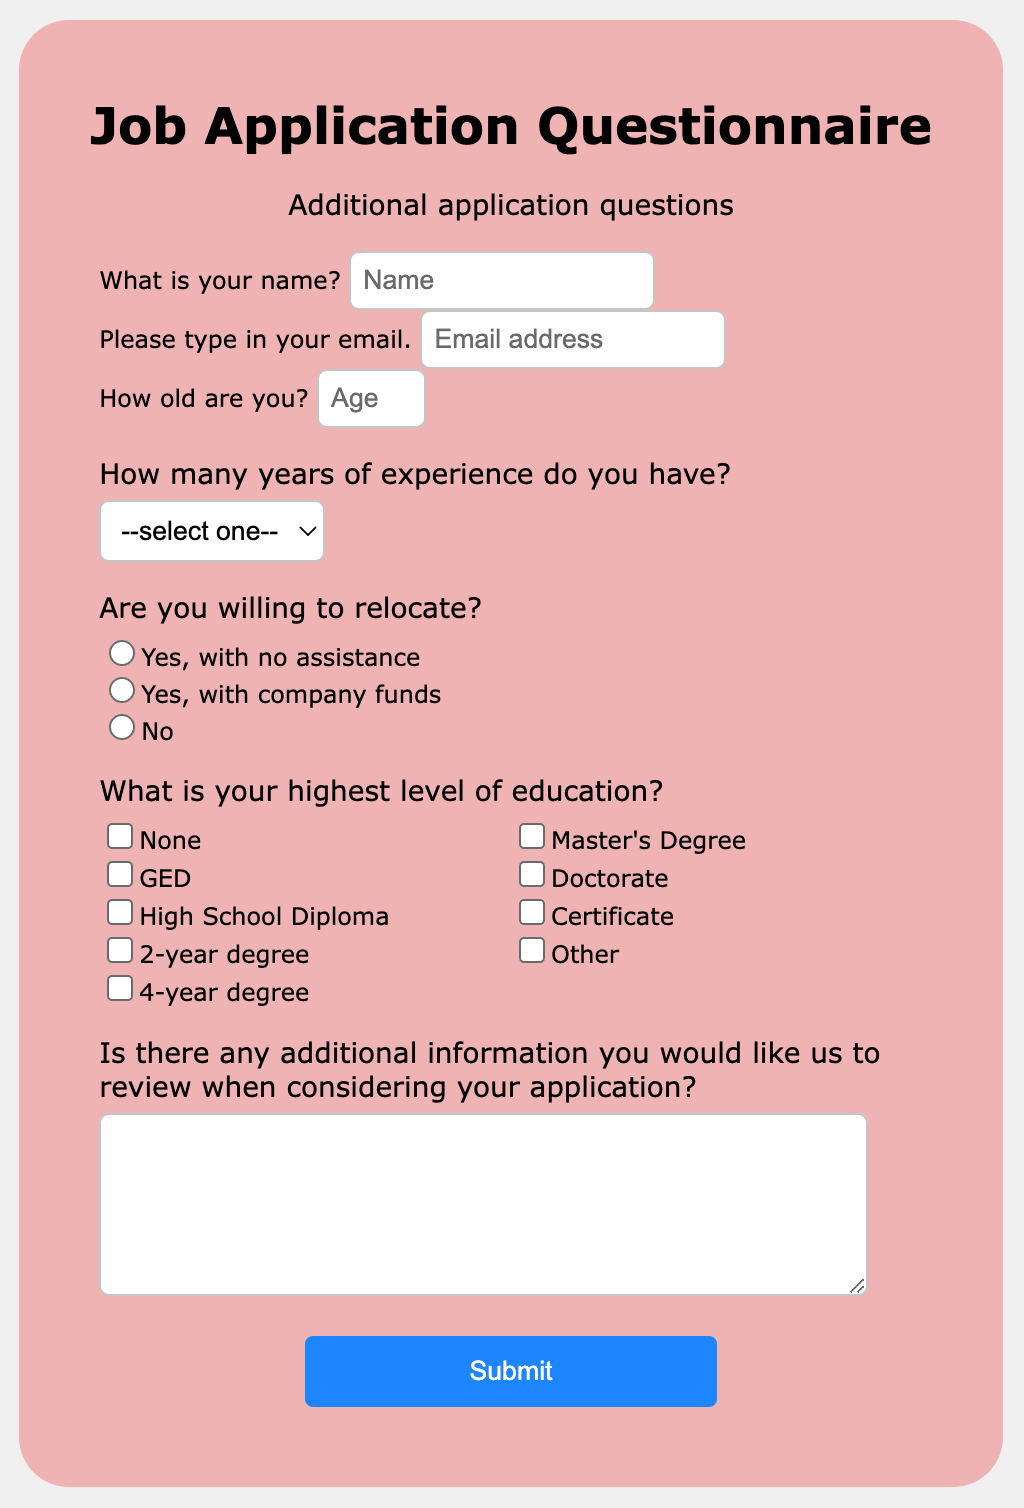 Job Application Questionnaire
Additional application questions
What is your name? Name
Please type in your email. Email address
How old are you? Age
How many years of experience do you have?
--select one--
Are you willing to relocate?
Yes, with no assistance
Yes, with company funds
No
What is your highest level of education?
None
GED
High School Diploma
2-year degree
4-year degree
Master's Degree
Doctorate
Certificate
Other
Is there any additional information you would like us to
review when considering your application?
Submit